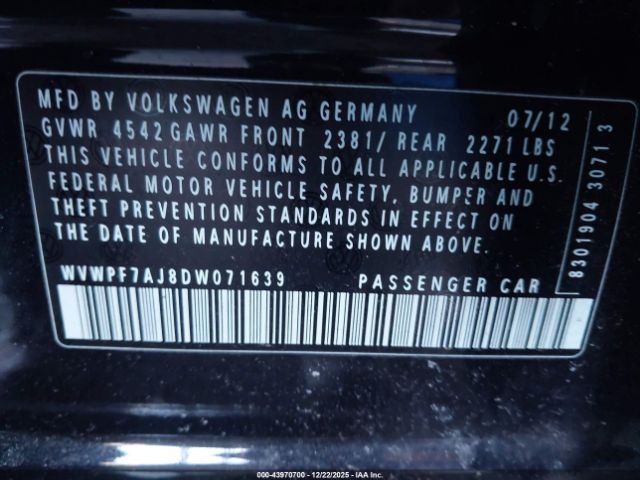 MFD BY VOLKSWAGEN AG GERMANY 07/12
GVWR 4542 GAWR FRONT 2381/ REAR 2271 LBS
THIS VEHICLE CONFORMS TO ALL APPLICABLE U.S.
FEDERAL MOTOR VEHICLE SAFETY, BUMPER AND
THEFT PREVENTION STANDARDS IN EFFECT ON
THE DATE OF MANUFACTURE SHOWN ABOVE.
WVWPF7AJ8DW071639 PASSENGER CAR
8301904 3071 3
000-43970700 - 12/22/2025 - IAA Inc.